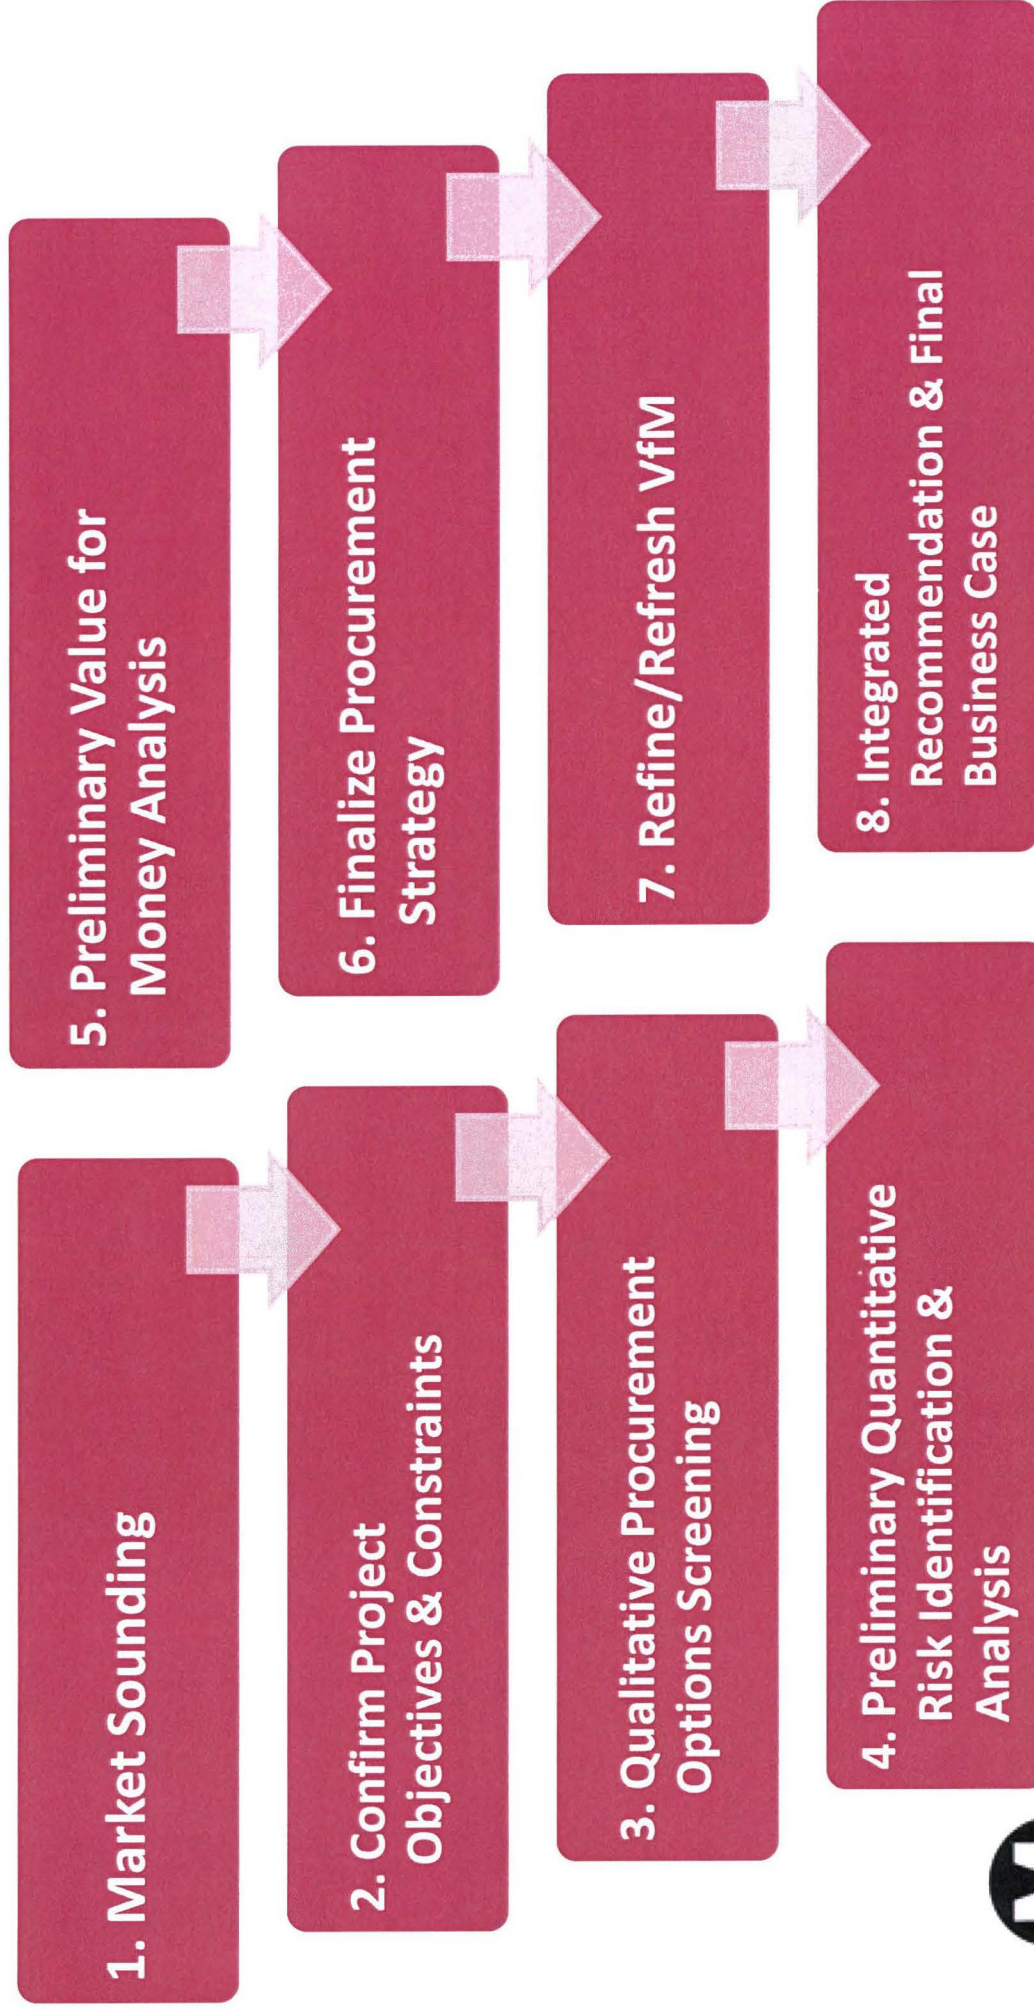 1. Market Sounding
2. Confirm Project
Objectives & Constraints
3. Qualitative Procurement
Options Screening
4. Preliminary Quantitative
Risk Identification &
Analysis
5. Preliminary Value for
Money Analysis
6. Finalize Procurement
Strategy
7. Refine/Refresh VfM
8. Integrated
Recommendation & Final
Business Case